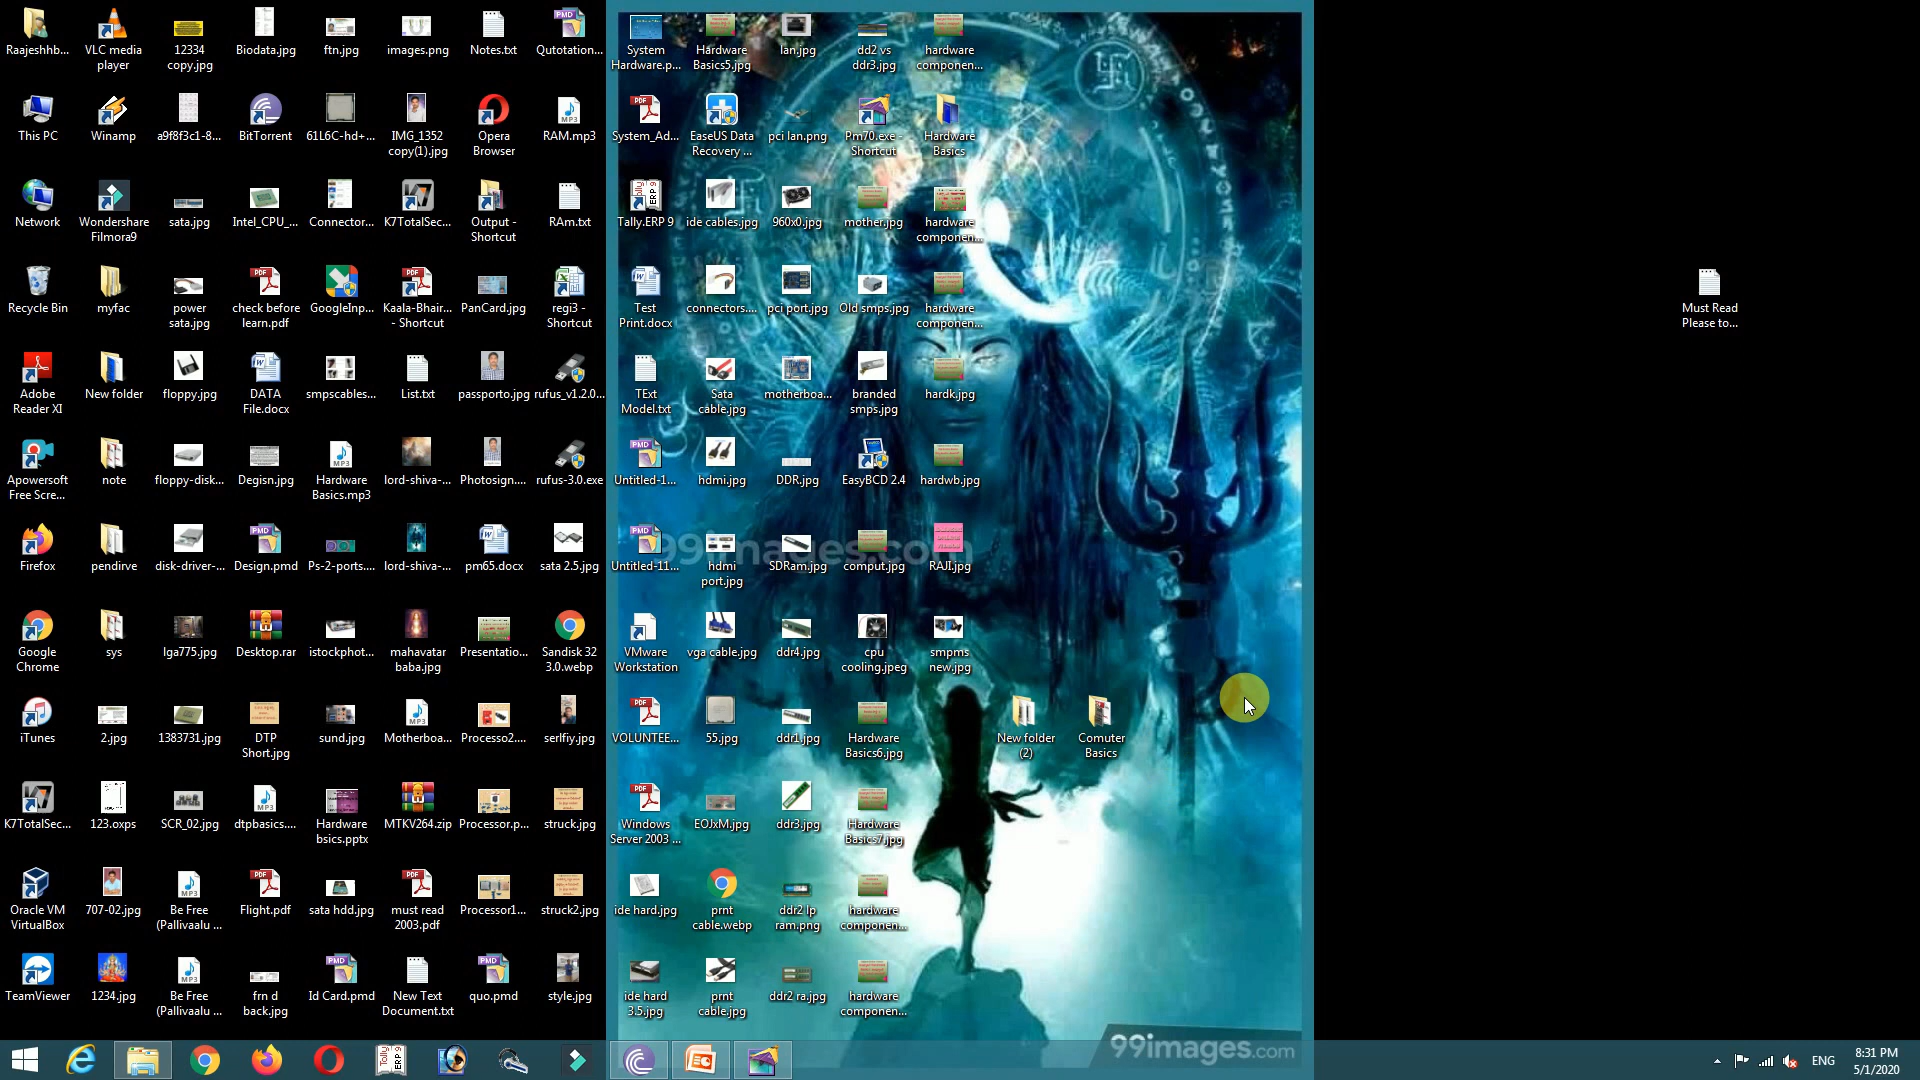 Raajeshhb...
VLC media player
12334 copy.jpg
Biodata.jpg
ftn.jpg
images.png
Notes.txt
Qutotation...
System Hardware.p...
Hardware Basics5.jpg
lan.jpg
dd2 vs ddr3.jpg
hardware componen...
This PC
Winamp
a9f8f3c1-8...
BitTorrent
61L6C-hd+...
IMG_1352 copy(1).jpg
Opera Browser
RAM.mp3
System_Ad...
EaseUS Data Recovery ...
pci lan.png
Pm70.exe - Shortcut
Hardware Basics
Network
Wondershare Filmora9
sata.jpg
Intel_CPU_...
Connector...
K7TotalSec...
Output - Shortcut
RAm.txt
Tally.ERP 9
ide cables.jpg
960x0.jpg
mother.jpg
hardware componen...
Recycle Bin
myfac
power sata.jpg
check before learn.pdf
GoogleInp...
Kaala-Bhair... - Shortcut
PanCard.jpg
regi3 - Shortcut
Test Print.docx
connectors....
pci port.jpg
Old smps.jpg
hardware componen...
Must Read Please to...
Adobe Reader XI
New folder
floppy.jpg
DATA File.docx
smpscables...
List.txt
passporto.jpg
rufus_v1.2.0...
TExt Model.txt
Sata cable.jpg
motherboa...
branded smps.jpg
hardk.jpg
Apowersoft Free Scre...
note
floppy-disk...
Degisn.jpg
Hardware Basics.mp3
lord-shiva-...
Photosign....
rufus-3.0.exe
Untitled-1...
hdmi.jpg
DDR.jpg
EasyBCD 2.4
hardwb.jpg
Firefox
pendirve
disk-driver-...
Design.pmd
Ps-2-ports....
lord-shiva-...
pm65.docx
sata 2.5.jpg
Untitled-11...
hdmi port.jpg
SDRam.jpg
comput.jpg
RAJI.jpg
99images.com
Google Chrome
sys
lga775.jpg
Desktop.rar
istockphot...
mahavatar baba.jpg
Presentatio...
Sandisk 32 3.0.webp
VMware Workstation
vga cable.jpg
ddr4.jpg
cpu cooling.jpeg
smpms new.jpg
iTunes
2.jpg
1383731.jpg
DTP Short.jpg
sund.jpg
Motherboa...
Processo2....
serlfiy.jpg
VOLUNTEE...
55.jpg
ddr1.jpg
Hardware Basics6.jpg
New folder (2)
Comuter Basics
K7TotalSec...
123.oxps
SCR_02.jpg
dtpbasics....
Hardware bsics.pptx
MTKV264.zip
Processor.p...
struck.jpg
Windows Server 2003 ...
EOJxM.jpg
ddr3.jpg
Hardware Basics7.jpg
Oracle VM VirtualBox
707-02.jpg
Be Free (Pallivaalu ...
Flight.pdf
sata hdd.jpg
must read 2003.pdf
Processor1...
struck2.jpg
ide hard.jpg
prnt cable.webp
ddr2 lp ram.png
hardware componen...
TeamViewer
1234.jpg
Be Free (Pallivaalu ...
frn d back.jpg
Id Card.pmd
New Text Document.txt
quo.pmd
style.jpg
ide hard 3.5.jpg
prnt cable.jpg
ddr2 ra.jpg
hardware componen...
99images.com
ENG
8:31 PM
5/1/2020